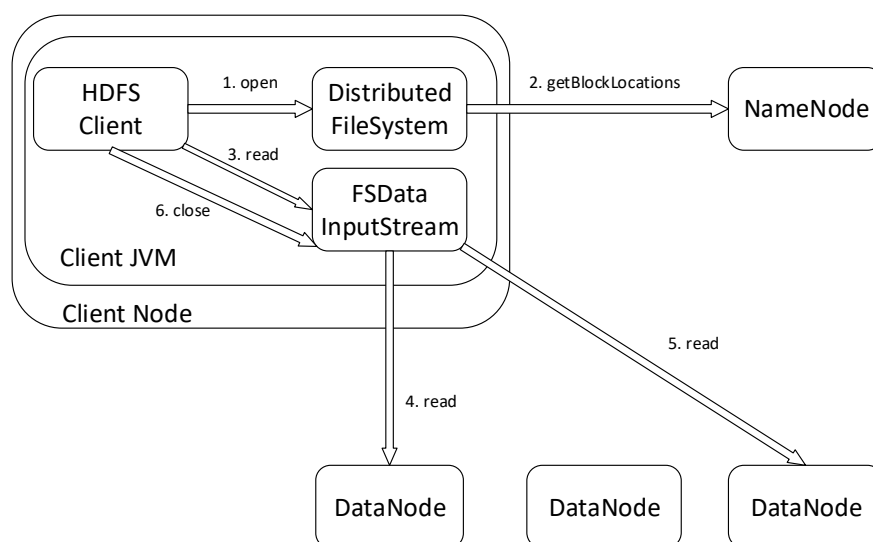 HDFS
Client
1. open
Distributed
FileSystem
2. getBlockLocations
NameNode
3. read
FSData
InputStream
6. close
Client JVM
Client Node
5. read
4. read
DataNode
DataNode
DataNode